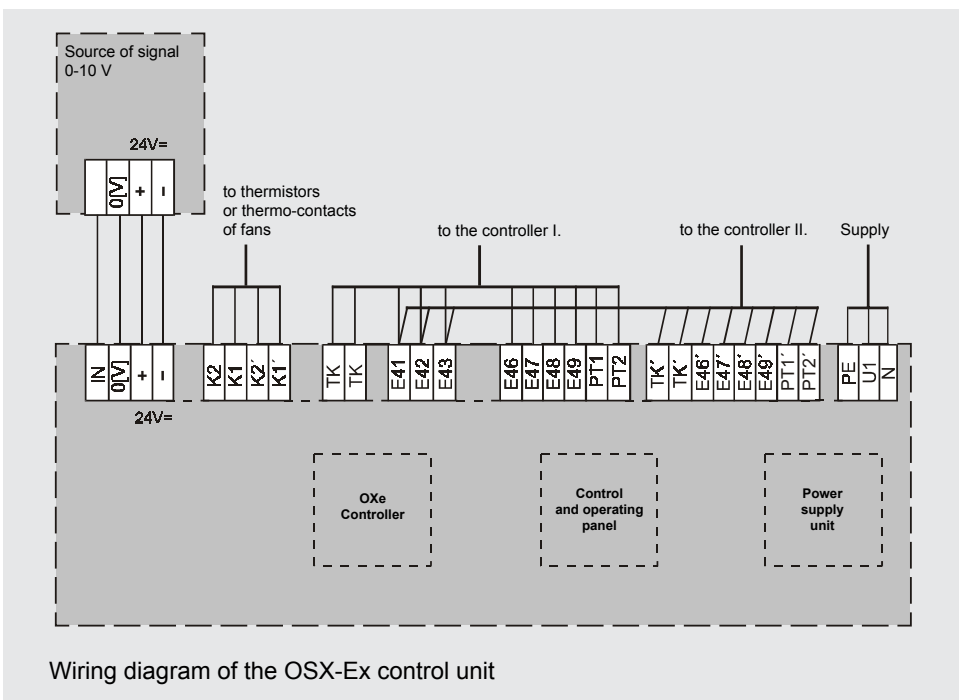 Source of signal
0-10 V
24V=
0[V]
+
-
to thermistors
or thermo-contacts
of fans
to the controller I.
to the controller II.
Supply
IN
0[V]
+
-
24V=
K2
K1
K2´
K1´
TK
TK
E41
E42
E43
E46
E47
E48
E49
PT1
PT2
TK´
TK´
E46´
E47´
E48´
E49´
PT1´
PT2´
PE
U1
N
OXe
Controller
Control
and operating
panel
Power
supply
unit
Wiring diagram of the OSX-Ex control unit